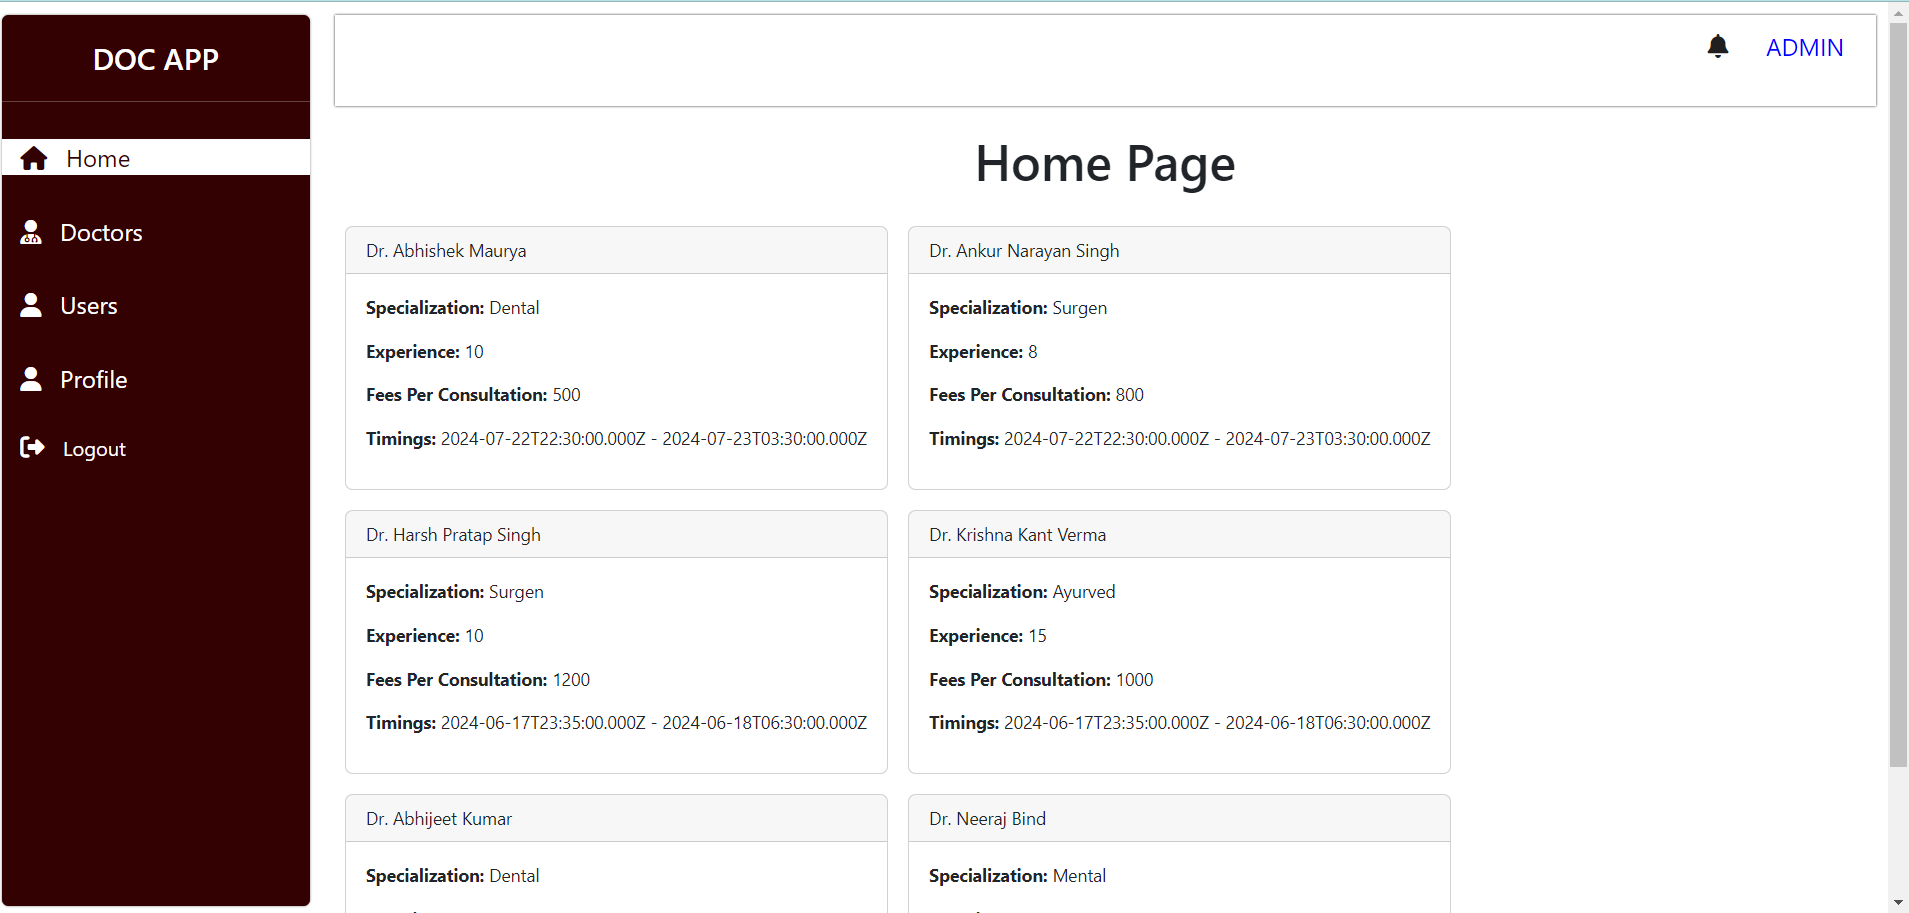 DOC APP
Home
Doctors
Users
Profile
Logout
ADMIN
Home Page
Dr. Abhishek Maurya
Specialization: Dental
Experience: 10
Fees Per Consultation: 500
Timings: 2024-07-22T22:30:00.000Z - 2024-07-23T03:30:00.000Z
Dr. Ankur Narayan Singh
Specialization: Surgen
Experience: 8
Fees Per Consultation: 800
Timings: 2024-07-22T22:30:00.000Z - 2024-07-23T03:30:00.000Z
Dr. Harsh Pratap Singh
Specialization: Surgen
Experience: 10
Fees Per Consultation: 1200
Timings: 2024-06-17T23:35:00.000Z - 2024-06-18T06:30:00.000Z
Dr. Krishna Kant Verma
Specialization: Ayurved
Experience: 15
Fees Per Consultation: 1000
Timings: 2024-06-17T23:35:00.000Z - 2024-06-18T06:30:00.000Z
Dr. Abhijeet Kumar
Specialization: Dental
Dr. Neeraj Bind
Specialization: Mental